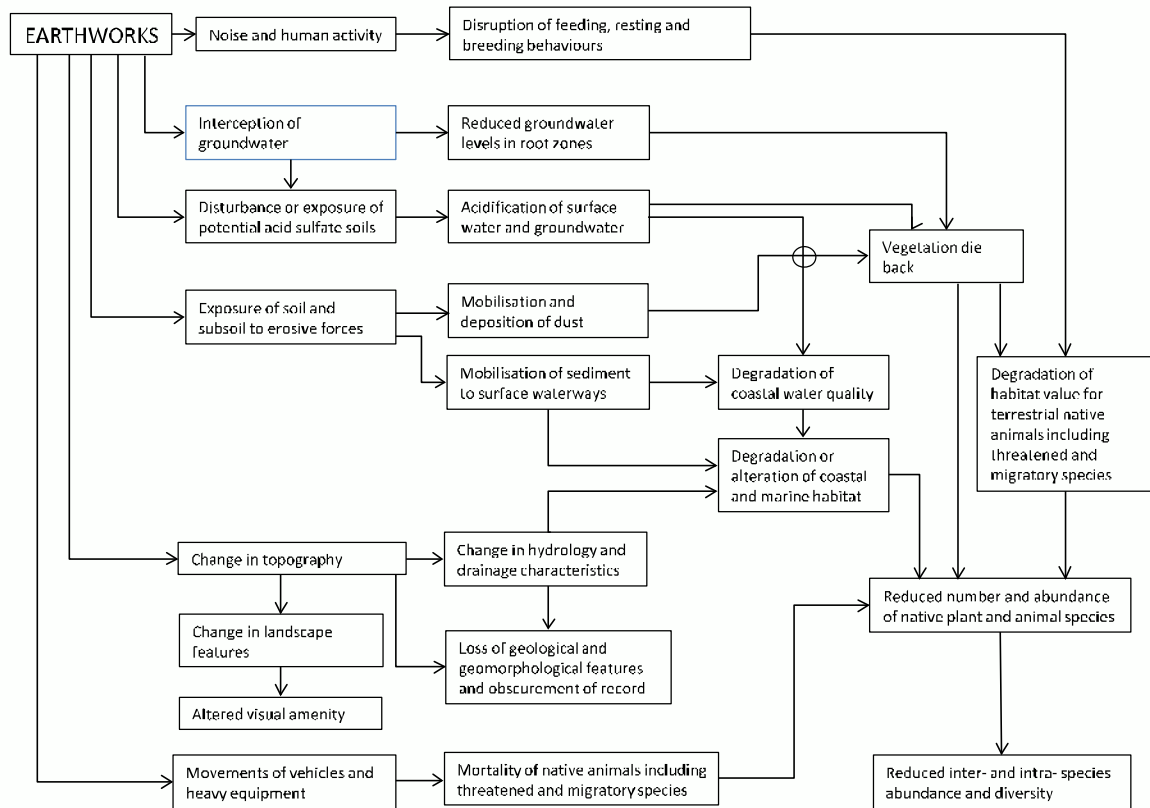 EARTHWORKS
Noise and human activity
Disruption of feeding, resting and
breeding behaviours
Interception of
groundwater
Reduced groundwater
levels in root zones
Disturbance or exposure of
potential acid sulfate soils
Acidification of surface
water and groundwater
Vegetation die
back
Exposure of soil and
subsoil to erosive forces
Mobilisation and
deposition of dust
Mobilisation of sediment
to surface waterways
Degradation of
coastal water quality
Degradation of
habitat value for
terrestrial native
animals including
threatened and
migratory species
Degradation or
alteration of coastal
and marine habitat
Change in topography
Change in hydrology and
drainage characteristics
Reduced number and abundance
of native plant and animal species
Change in landscape
features
Loss of geological and
geomorphological features
and obscurement of record
Altered visual amenity
Movements of vehicles and
heavy equipment
Mortality of native animals including
threatened and migratory species
Reduced inter- and intra- species
abundance and diversity